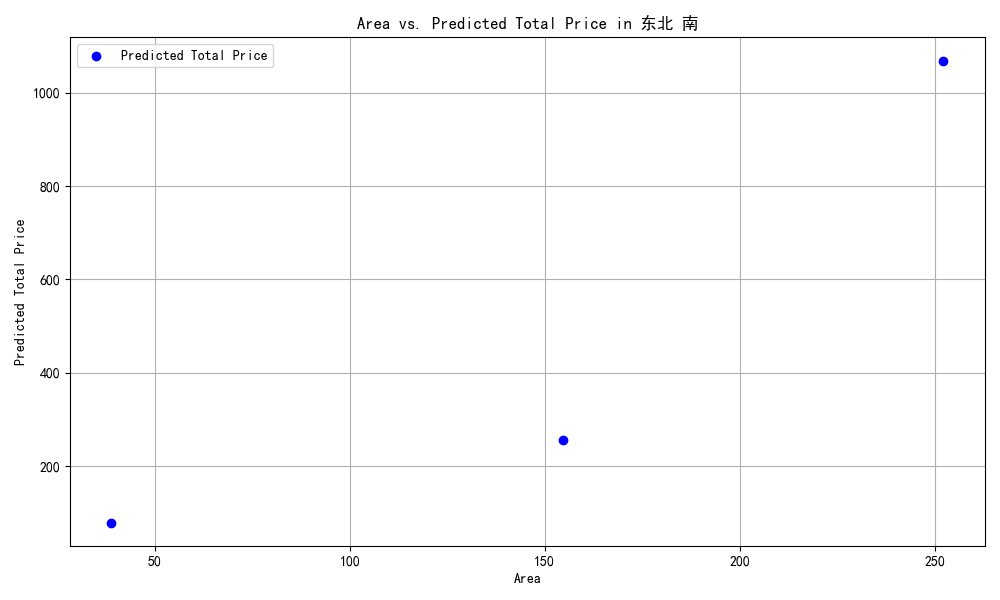 Area vs. Predicted Total Price in 东北 南
Predicted Total Price
1000
800
600
400
200
Predicted Total Price
50
100
150
200
250
Area